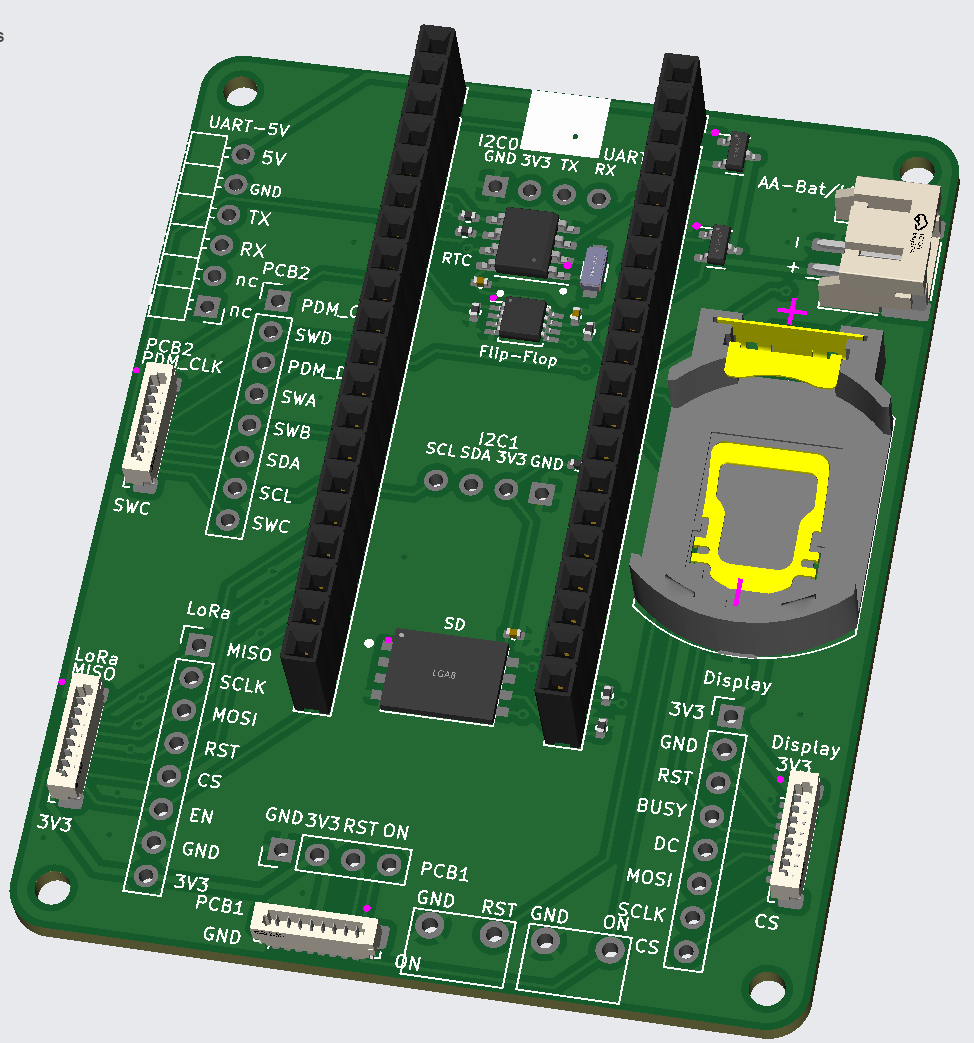 s
UART-5V
5V
GND
TX
RX
nc
nc
I2C0
GND 3V3 TX RX
UAR
AA-Bat/
-
+
RTC
Flip-Flop
PCB2
PDM_C
SWD
PDM_D
SWA
SWB
SDA
SCL
SWC
PCB2
PDM_CLK
SWC
I2C1
SCL SDA 3V3 GND
+
SD
LGA8
LoRa
MISO
SCLK
MOSI
RST
CS
EN
GND
3V3
LoRa
MISO
3V3
Display
3V3
GND
RST
BUSY
DC
MOSI
SCLK
CS
Display
3V3
CS
GND 3V3 RST ON
PCB1
PCB1
GND
ON
GND RST
GND ON